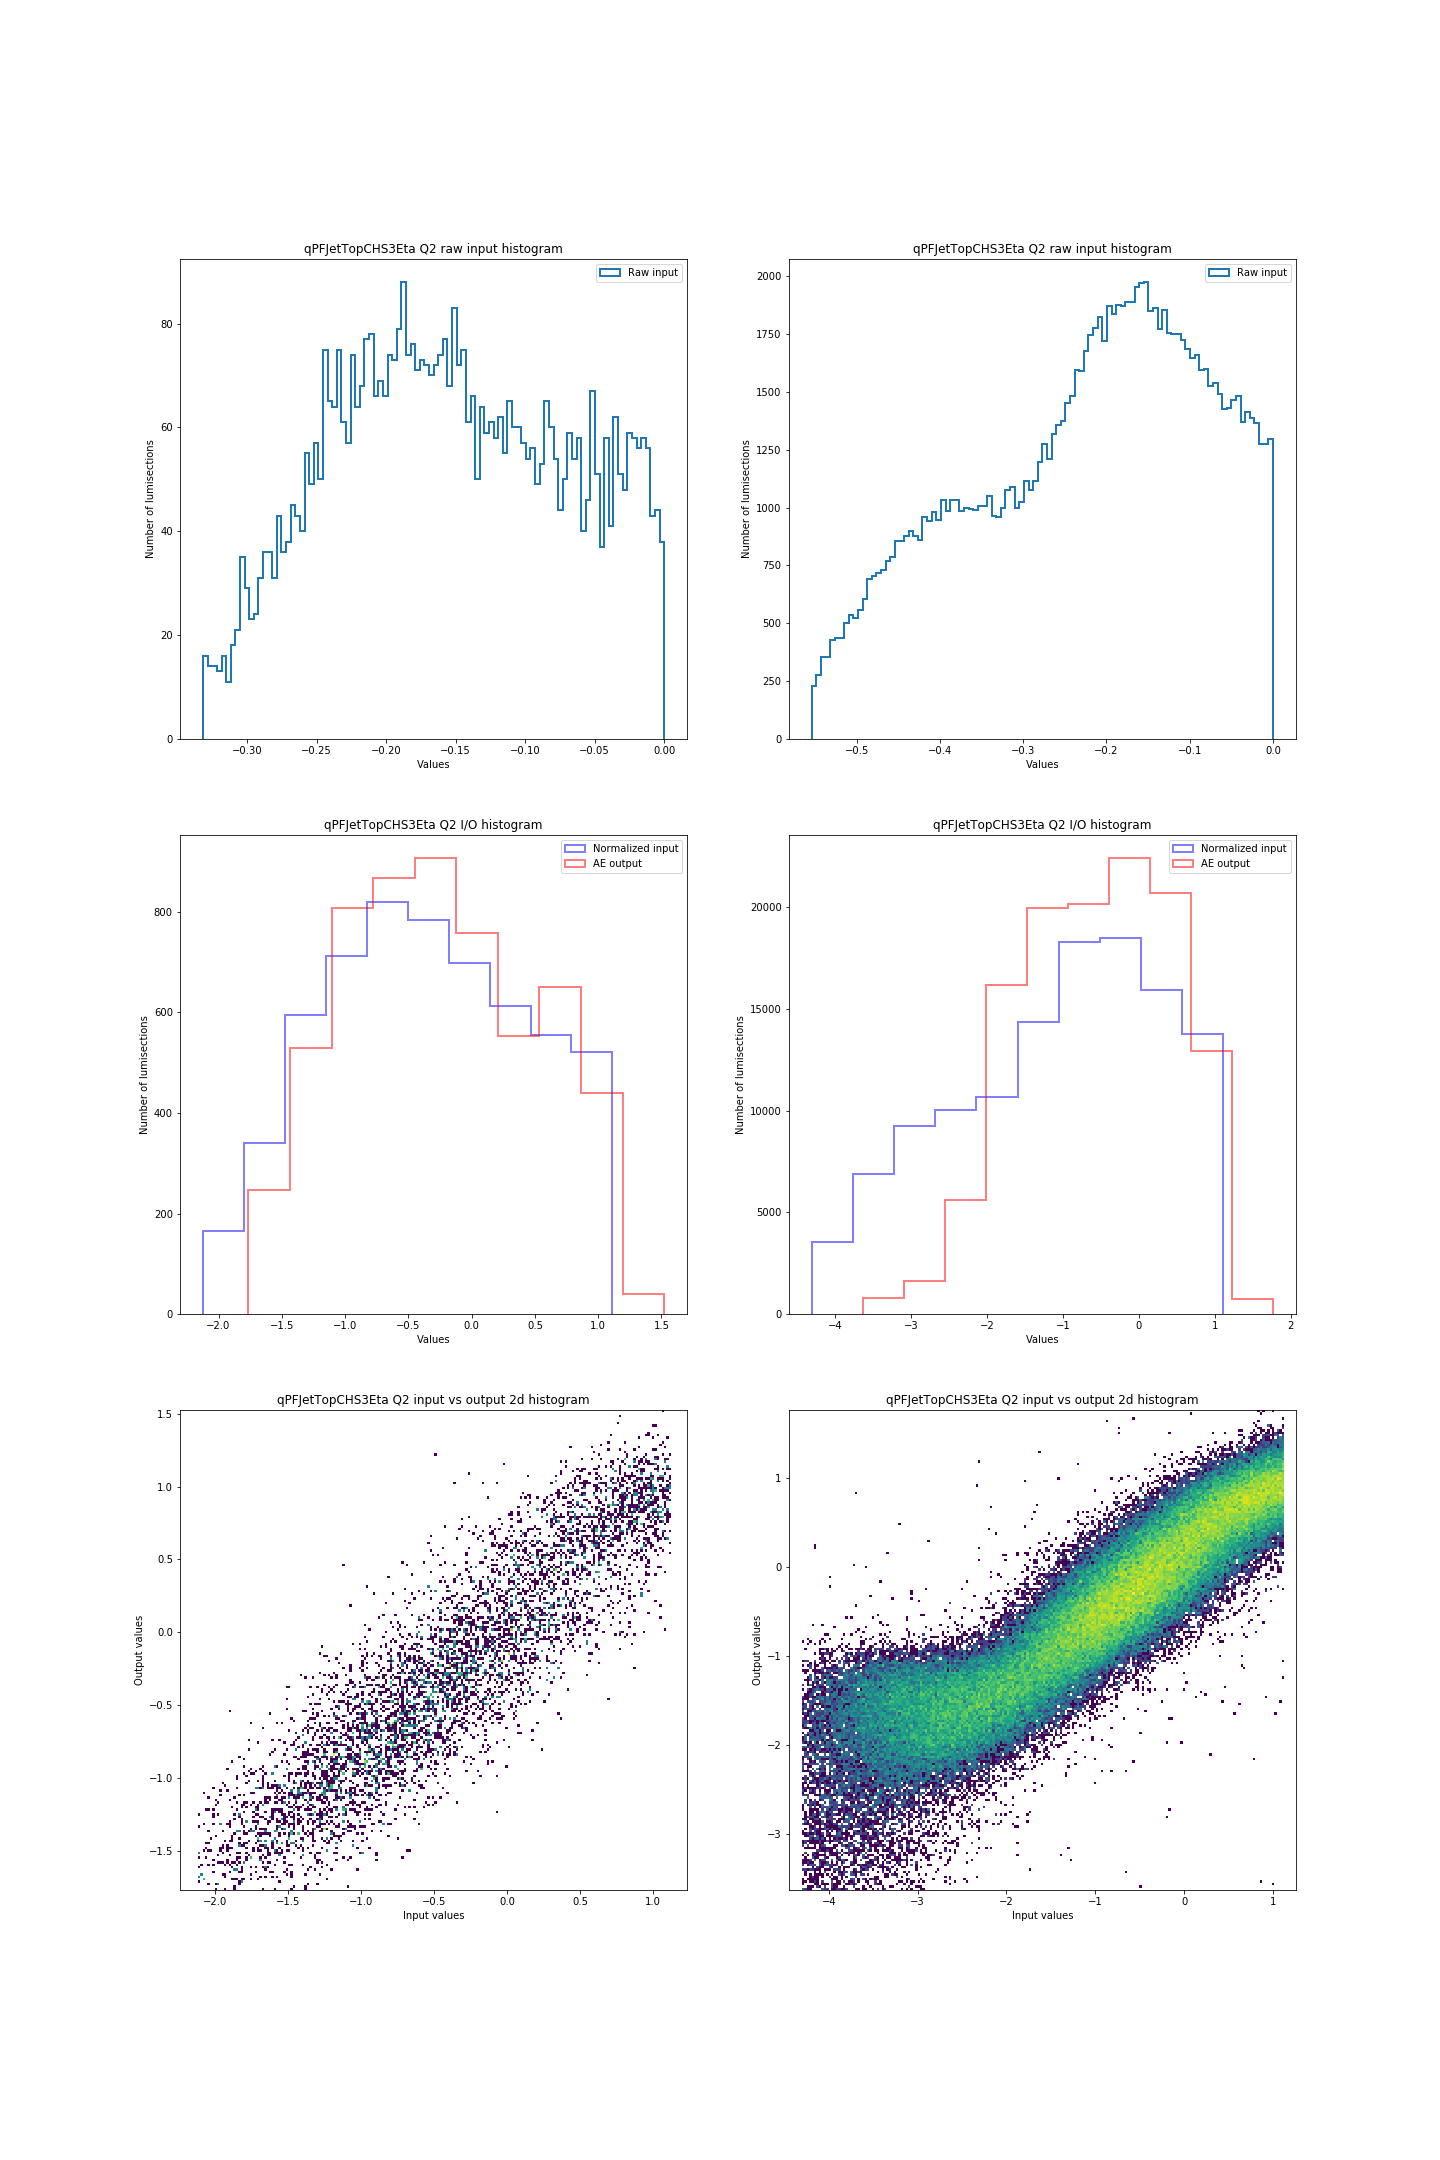 qPFJetTopCHS3Eta Q2 raw input histogram
Raw input
Number of lumisections
80
60
40
20
0
−0.30 −0.25 −0.20 −0.15 −0.10 −0.05 0.00
Values
qPFJetTopCHS3Eta Q2 raw input histogram
Raw input
Number of lumisections
2000
1750
1500
1250
1000
750
500
250
0
−0.5 −0.4 −0.3 −0.2 −0.1 0.0
Values
qPFJetTopCHS3Eta Q2 I/O histogram
Normalized input
AE output
Number of lumisections
800
600
400
200
0
−2.0 −1.5 −1.0 −0.5 0.0 0.5 1.0 1.5
Values
qPFJetTopCHS3Eta Q2 I/O histogram
Normalized input
AE output
Number of lumisections
20000
15000
10000
5000
0
−4 −3 −2 −1 0 1 2
Values
qPFJetTopCHS3Eta Q2 input vs output 2d histogram
Output values
1.5
1.0
0.5
0.0
−0.5
−1.0
−1.5
−2.0 −1.5 −1.0 −0.5 0.0 0.5 1.0
Input values
qPFJetTopCHS3Eta Q2 input vs output 2d histogram
Output values
1
0
−1
−2
−3
−4 −3 −2 −1 0 1
Input values